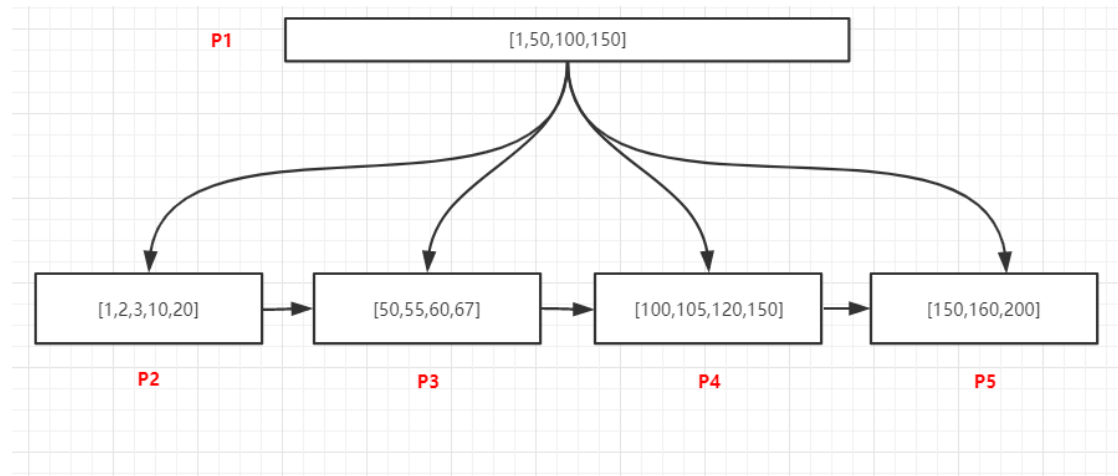 P1
[1,50,100,150]
[1,2,3,10,20]
[50,55,60,67]
[100,105,120,150]
[150,160,200]
P2
P3
P4
P5